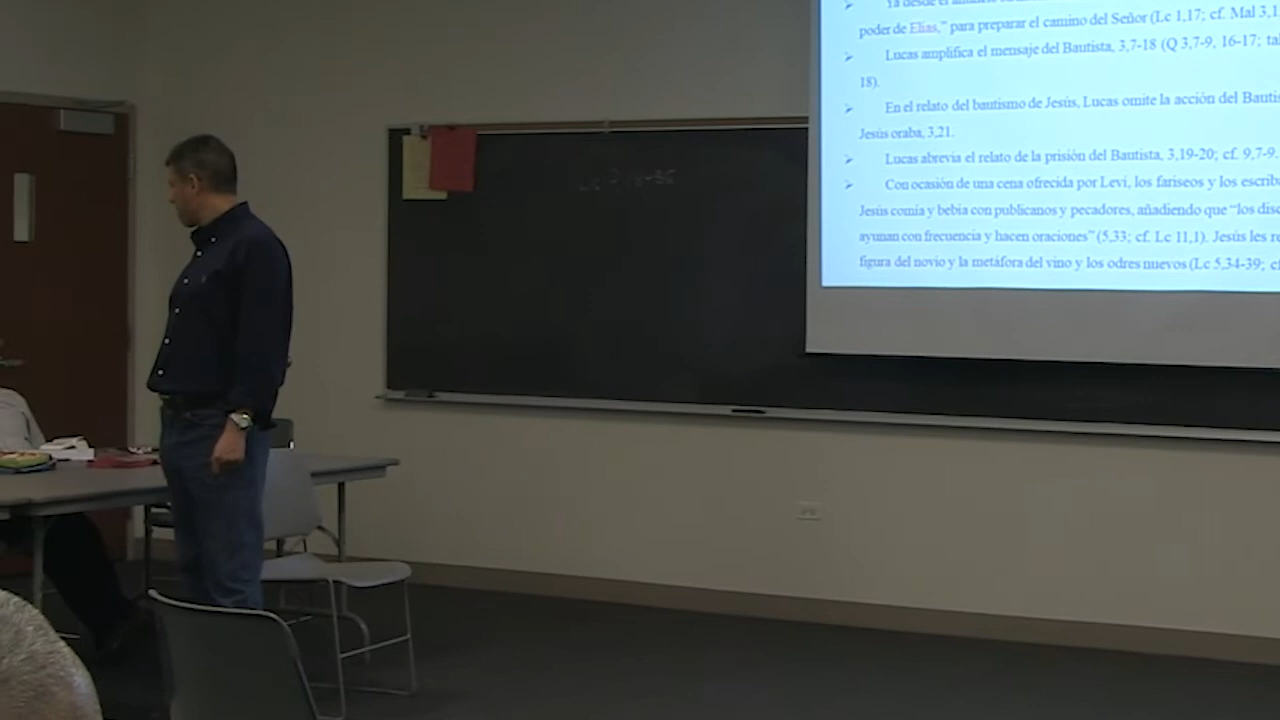 Ya desde el
poder de Elías,” para preparar el camino del Señor (Lc 1,17; cf. Mal 3,1
Lucas amplifica el mensaje del Bautista, 3,7-18 (Q 3,7-9, 16-17;
18).
En el relato del bautismo de Jesús, Lucas omite la acción del Bauti
Jesús oraba, 3,21.
Lucas abrevia el relato de la prisión del Bautista, 3,19-20; cf. 9,7-9.
Con ocasión de una cena ofrecida por Leví, los fariseos y los escrib
Jesús comía y bebía con publicanos y pecadores, añadiendo que “los disc
ayunan con frecuencia y hacen oraciones” (5,33; cf. Lc 11,1). Jesús les re
figura del novio y la metáfora del vino y los odres nuevos (Lc 5,34-39; cf